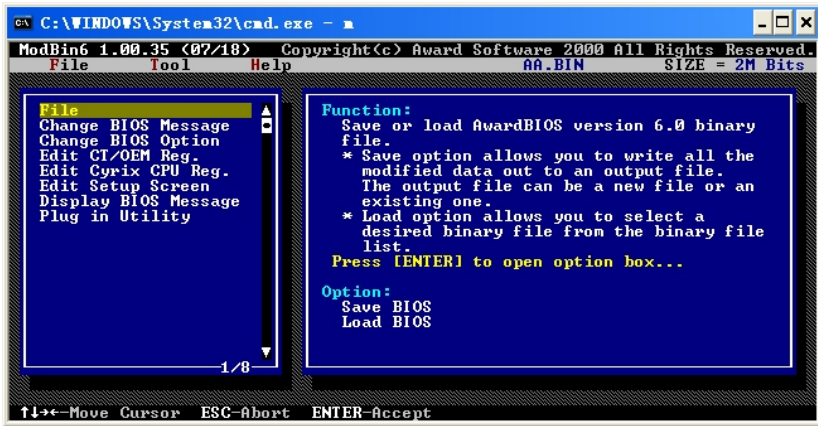 C:\WINDOWS\System32\cmd.exe - m
ModBin6 1.00.35 (07/18) Copyright(c) Award Software 2000 All Rights Reserved.
File Tool Help AA.BIN SIZE = 2M Bits
File
Change BIOS Message
Change BIOS Option
Edit CT/OEM Reg.
Edit Cyrix CPU Reg.
Edit Setup Screen
Display BIOS Message
Plug in Utility
1/8
Function:
Save or load AwardBIOS version 6.0 binary
file.
* Save option allows you to write all the
modified data out to an output file.
The output file can be a new file or an
existing one.
* Load option allows you to select a
desired binary file from the binary file
list.
Press [ENTER] to open option box...
Option:
Save BIOS
Load BIOS
↑↓→←-Move Cursor ESC-Abort ENTER-Accept